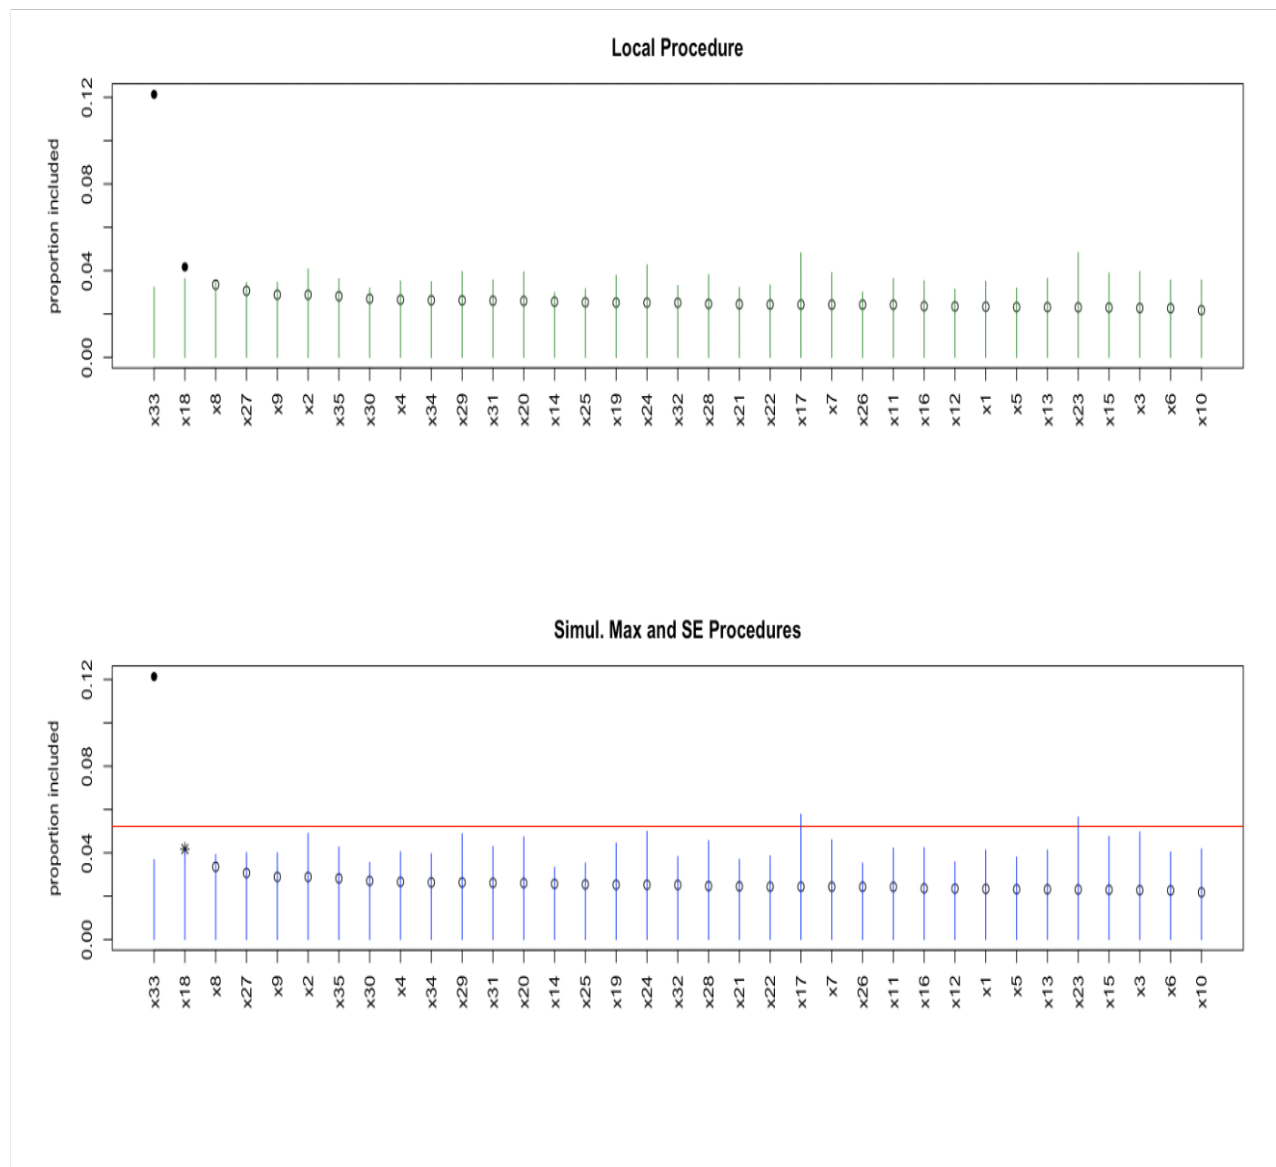 Local Procedure
proportion included
0.12
0.08
0.04
0.00
x33 x18 x8 x27 x9 x2 x35 x30 x4 x34 x29 x31 x20 x14 x25 x19 x24 x32 x28 x21 x22 x17 x7 x26 x11 x16 x12 x1 x5 x13 x23 x15 x3 x6 x10
Simul. Max and SE Procedures
proportion included
0.12
0.08
0.04
0.00
x33 x18 x8 x27 x9 x2 x35 x30 x4 x34 x29 x31 x20 x14 x25 x19 x24 x32 x28 x21 x22 x17 x7 x26 x11 x16 x12 x1 x5 x13 x23 x15 x3 x6 x10